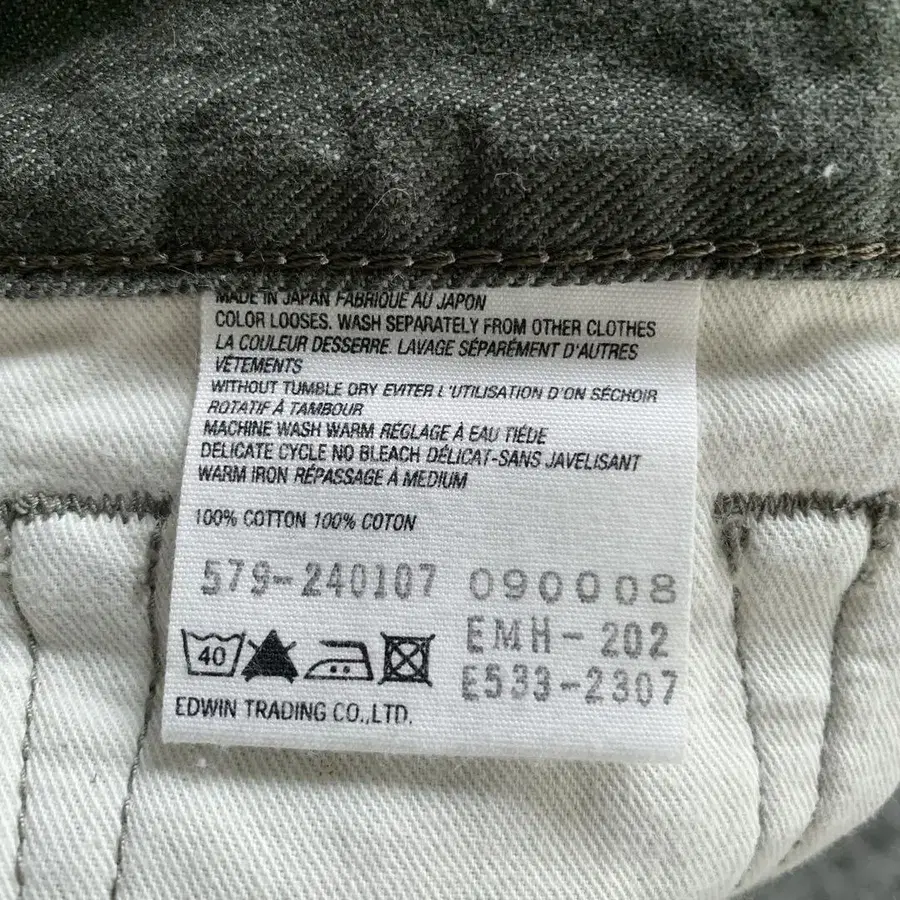 MADE IN JAPAN FABRIQUE AU JAPON
COLOR LOOSES. WASH SEPARATELY FROM OTHER CLOTHES
LA COULEUR DESSERRE. LAVAGE SÉPARÉMENT D'AUTRES
VÉTEMENTS
WITHOUT TUMBLE DRY EVITER L'UTILISATION D'ON SÉCHOIR
ROTATIF À TAMBOUR
MACHINE WASH WARM RÉGLAGE À EAU TIÉDE
DELICATE CYCLE NO BLEACH DÉLICAT-SANS JAVELISANT
WARM IRON RÉPASSAGE À MEDIUM
100% COTTON 100% COTON
579-240107 090008
EMH-202
E533-2307
40
EDWIN TRADING CO.,LTD.